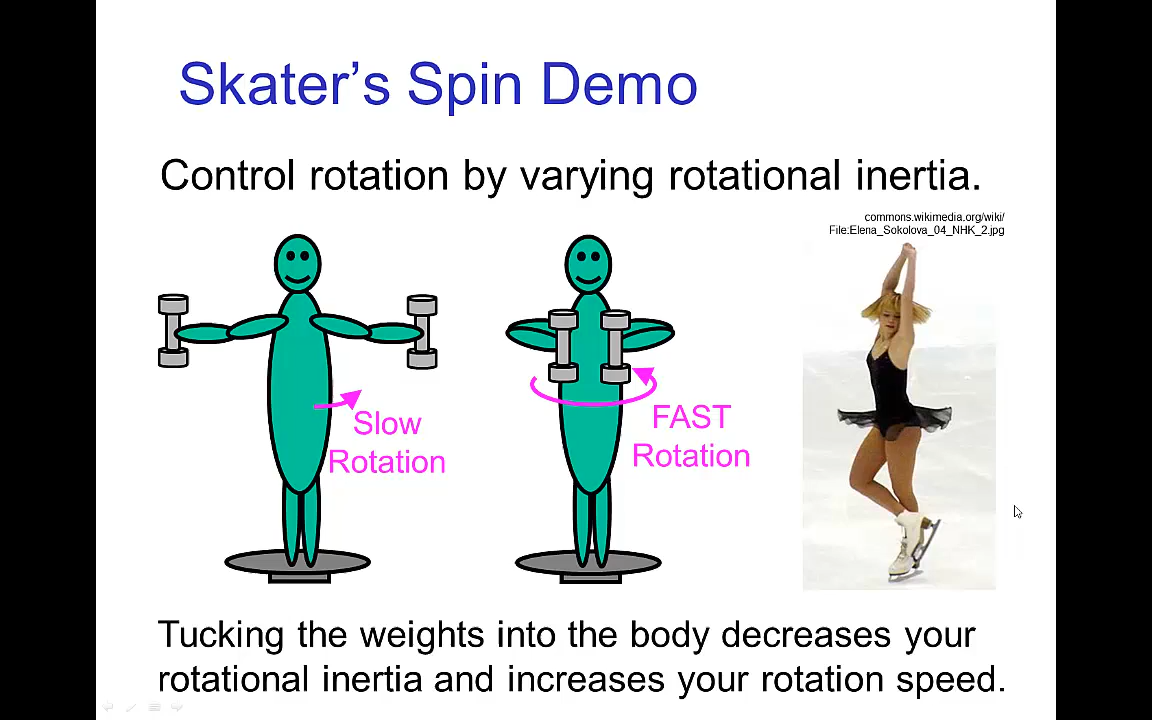 Skater’s Spin Demo
Control rotation by varying rotational inertia.
commons.wikimedia.org/wiki/
File:Elena_Sokolova_04_NHK_2.jpg
Slow
Rotation
FAST
Rotation
Tucking the weights into the body decreases your
rotational inertia and increases your rotation speed.